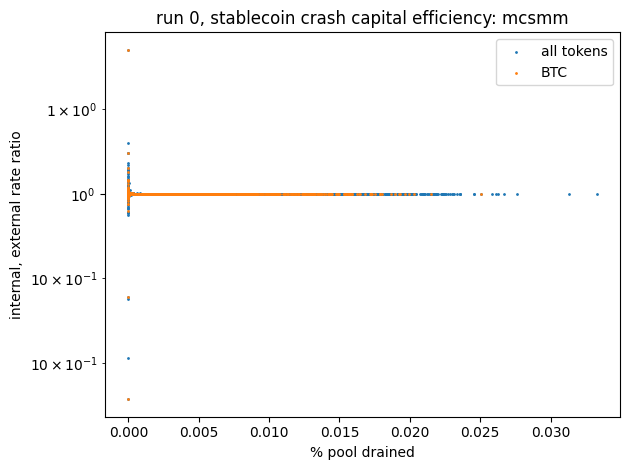 run 0, stablecoin crash capital efficiency: mcsmm
all tokens
BTC
internal, external rate ratio
1 × 10⁰
10⁰
10 × 10⁻¹
10 × 10⁻¹
0.000 0.005 0.010 0.015 0.020 0.025 0.030
% pool drained